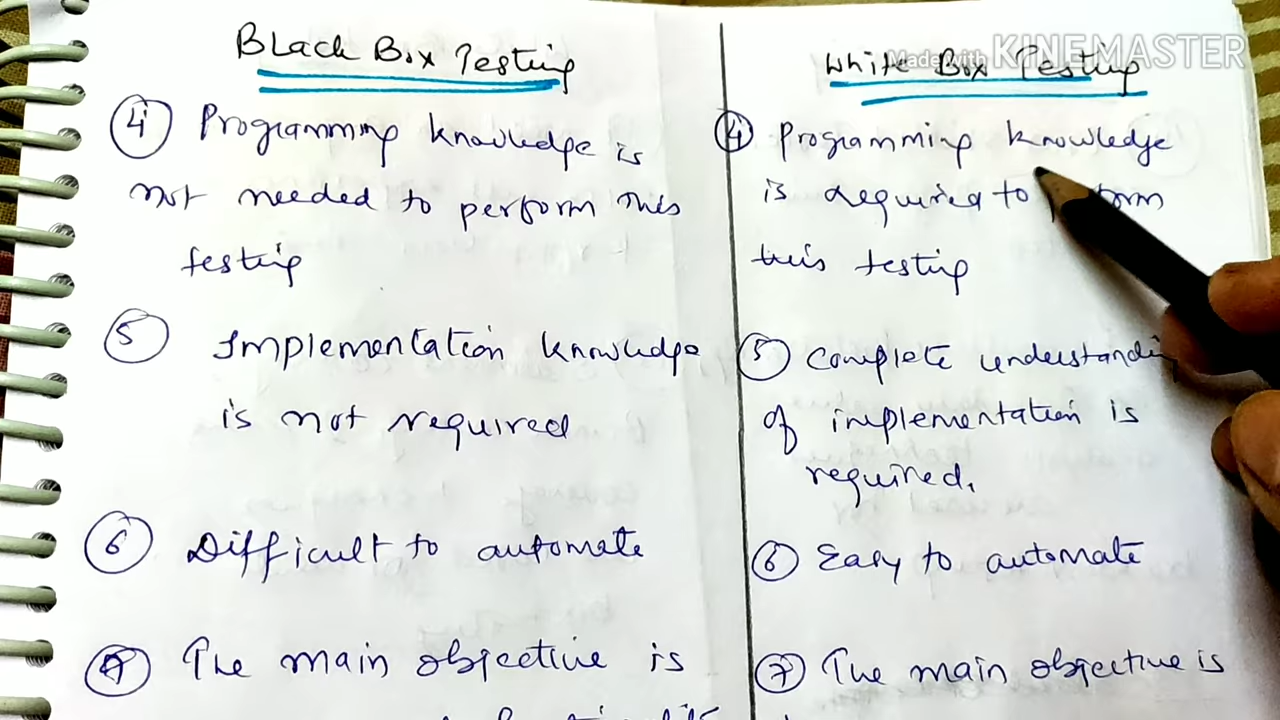 Black Box Testing
④ Programming knowledge is
not needed to perform this
testing
⑤ Implementation knowledge
is not required
⑥ Difficult to automate
⑦ The main objective is
White Box Testing
Made with KINEMASTER
④ Programming knowledge
is required to
this testing
⑤ Complete
of implementation is
required.
⑥ Easy to automate
⑦ The main objective is